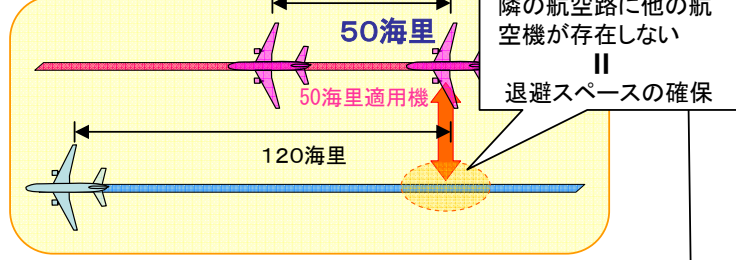 隣の航空路に他の航
空機が存在しない
=
退避スペースの確保
50海里
50海里適用機
120海里